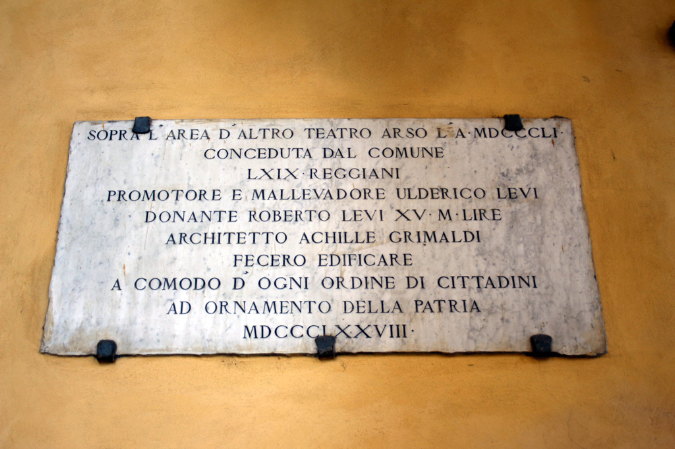 SOPRA L'AREA D'ALTRO TEATRO ARSO L'A·MDCCCLI·
CONCEDUTA DAL COMUNE
LXIX·REGGIANI
PROMOTORE E MALLEVADORE ULDERICO LEVI
DONANTE ROBERTO LEVI XV·M·LIRE
ARCHITETTO ACHILLE GRIMALDI
FECERO EDIFICARE
A COMODO D'OGNI ORDINE DI CITTADINI
AD ORNAMENTO DELLA PATRIA
MDCCCLXXVIII·